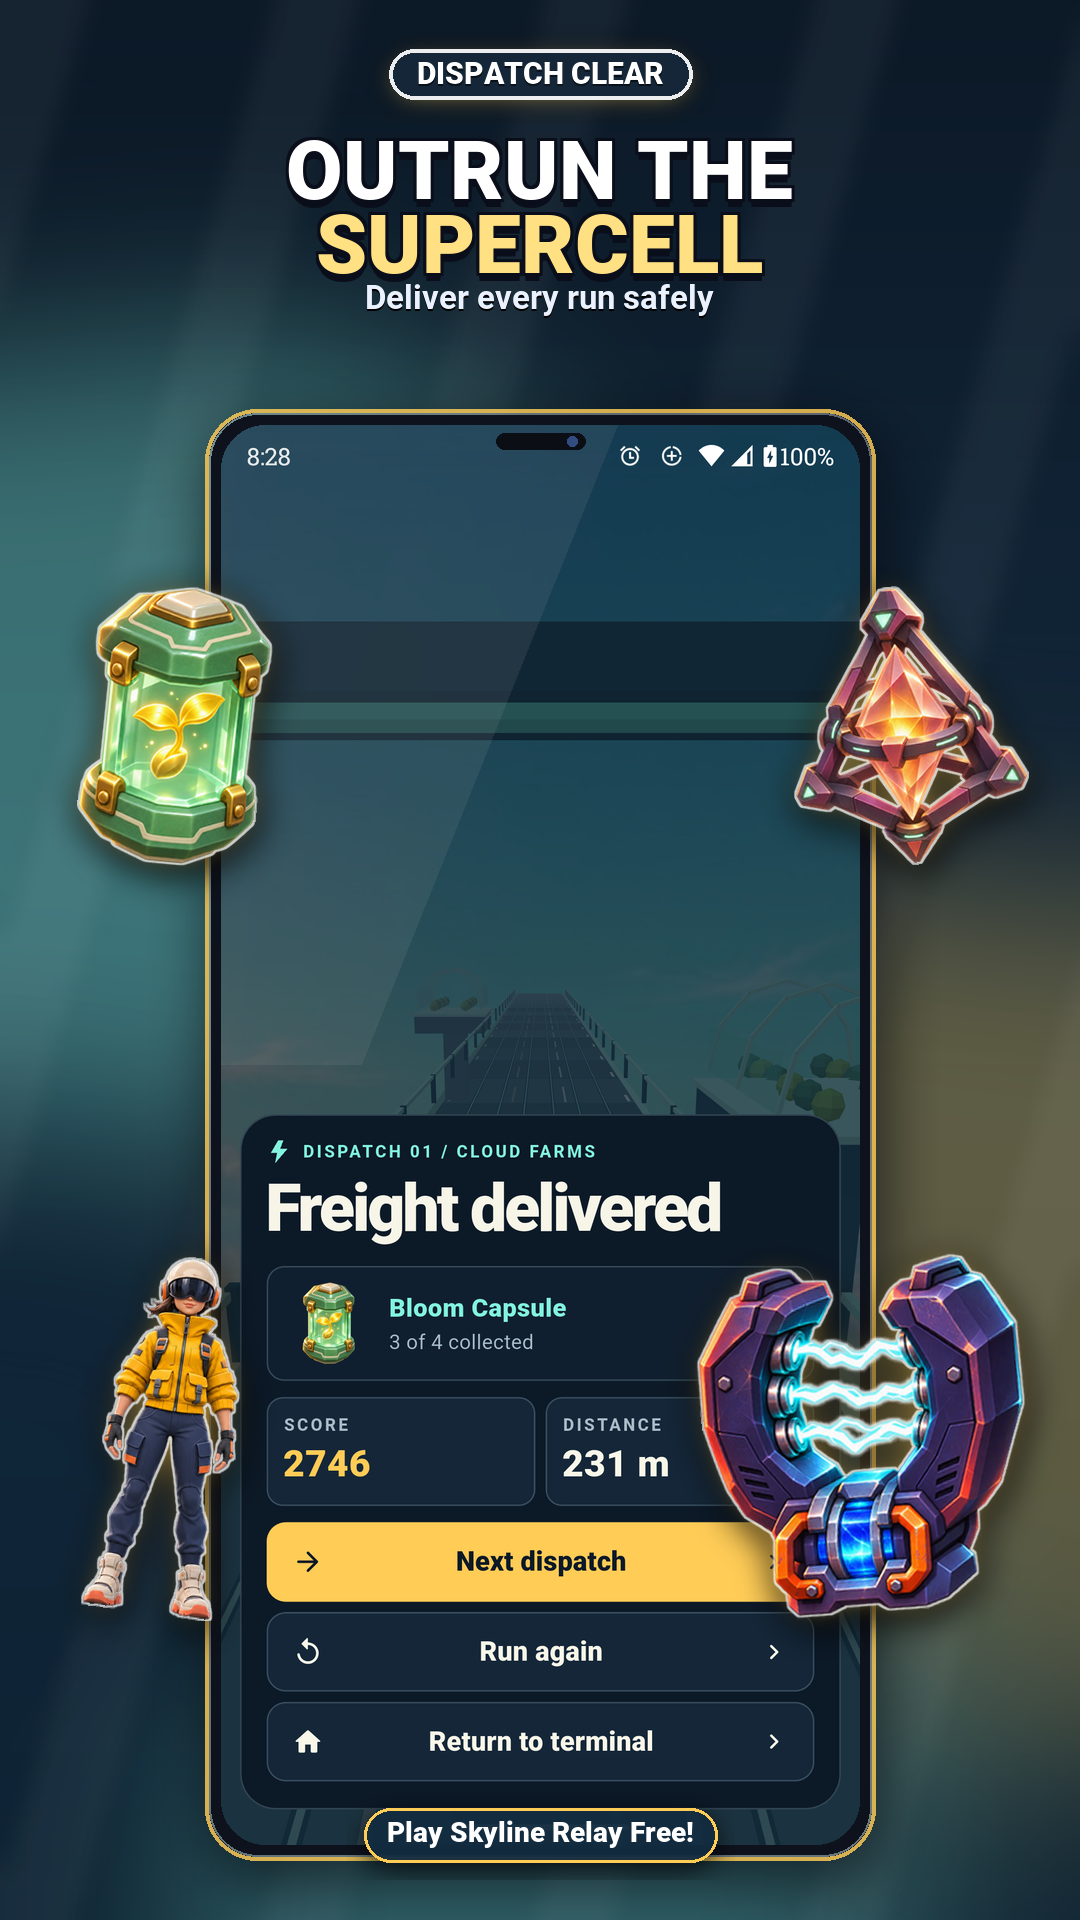 DISPATCH CLEAR
OUTRUN THE
SUPERCELL
Deliver every run safely
8:28
100%
DISPATCH 01 / CLOUD FARMS
Freight delivered
Bloom Capsule
3 of 4 collected
SCORE
2746
DISTANCE
231 m
Next dispatch
Run again
Return to terminal
Play Skyline Relay Free!